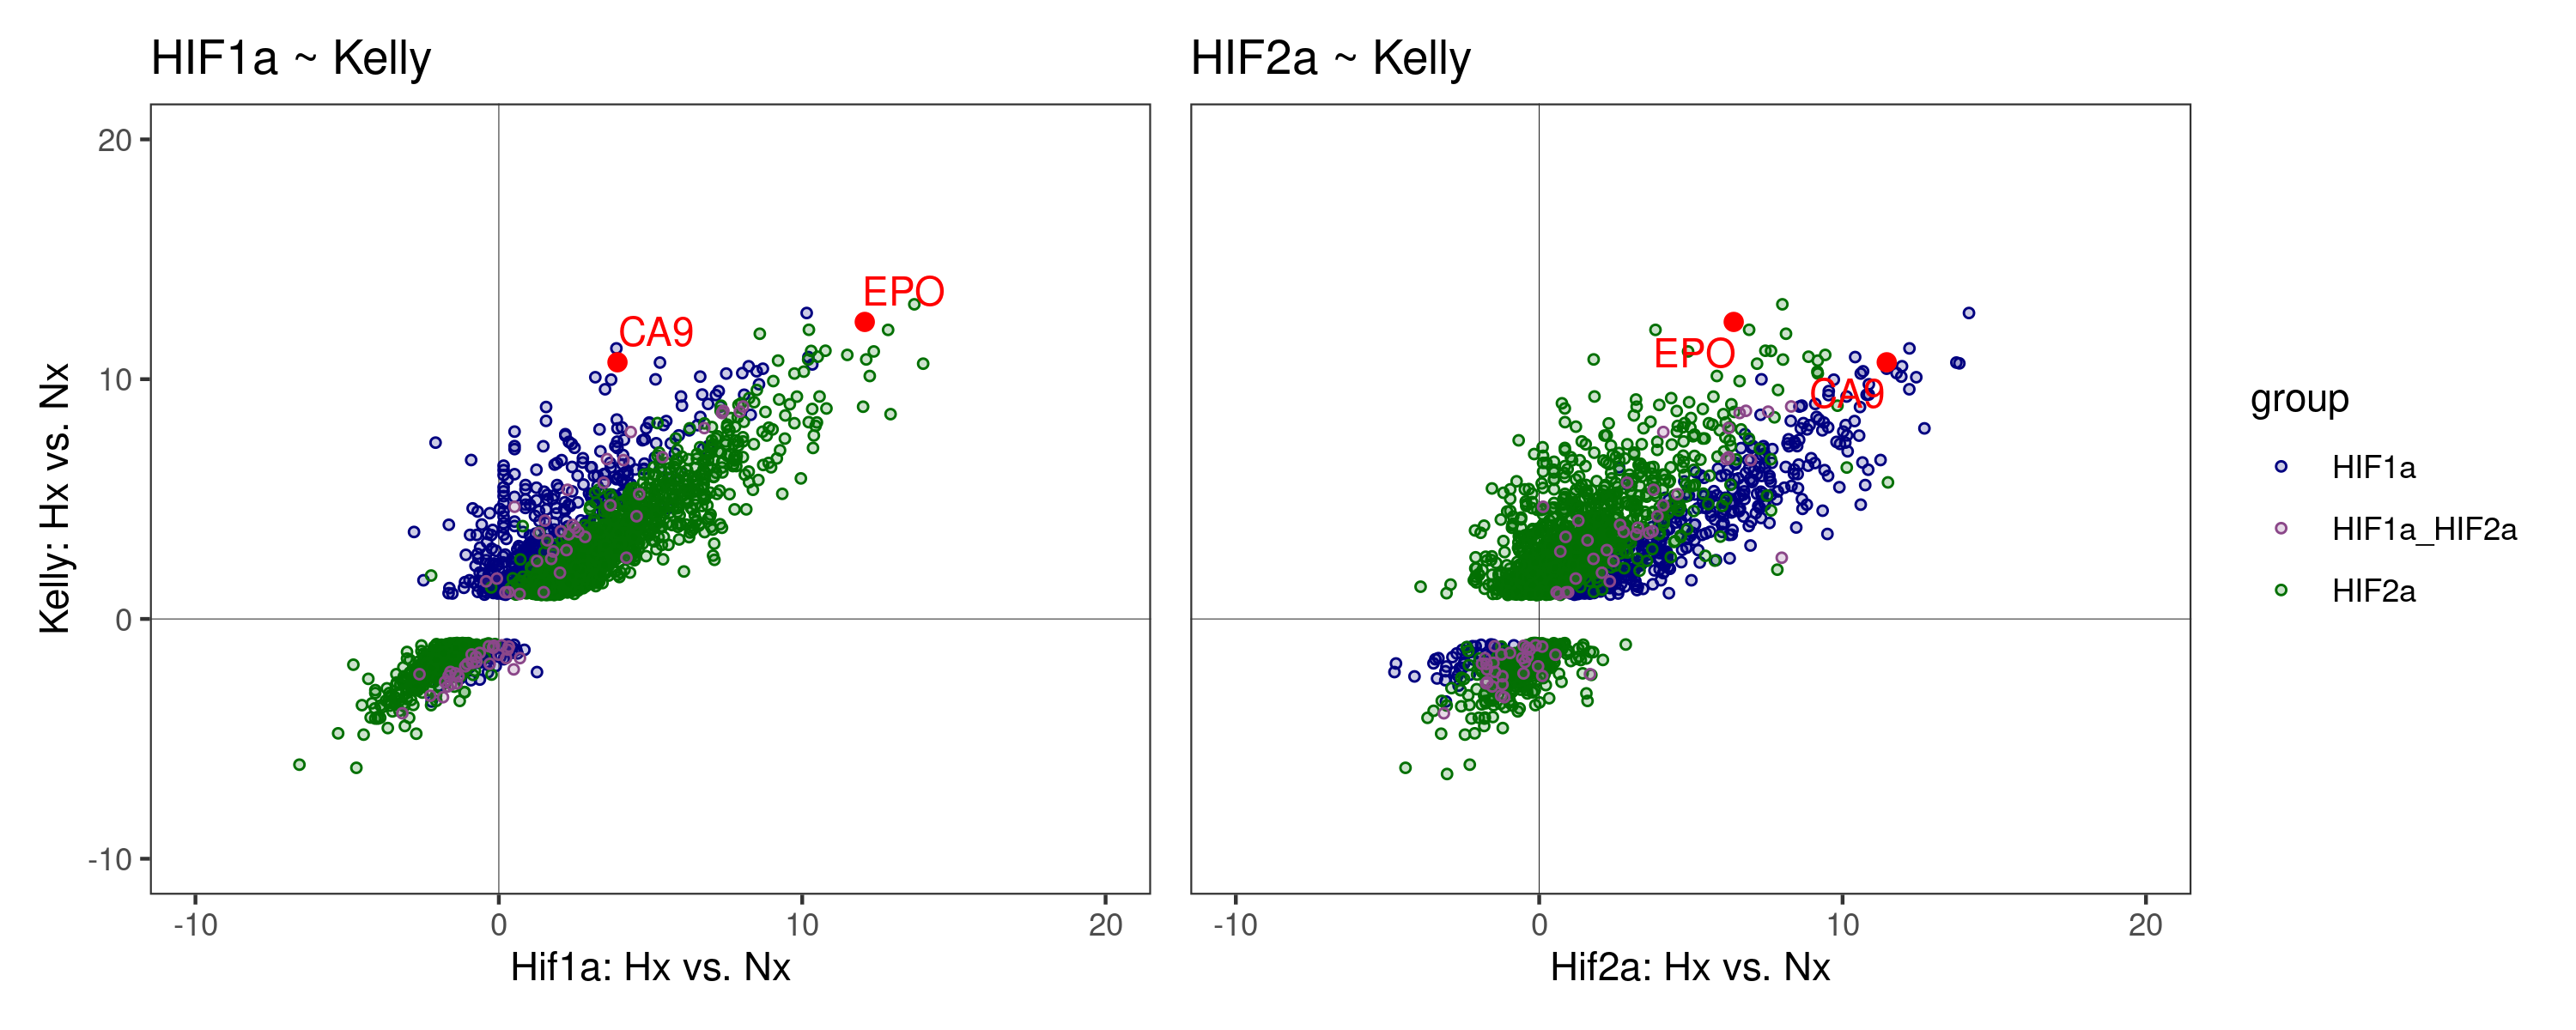 HIF1a ~ Kelly
HIF2a ~ Kelly
Kelly: Hx vs. Nx
20
10
0
-10
EPO
CA9
EPO
CA9
-10
0
10
20
-10
0
10
20
Hif1a: Hx vs. Nx
Hif2a: Hx vs. Nx
group
HIF1a
HIF1a_HIF2a
HIF2a